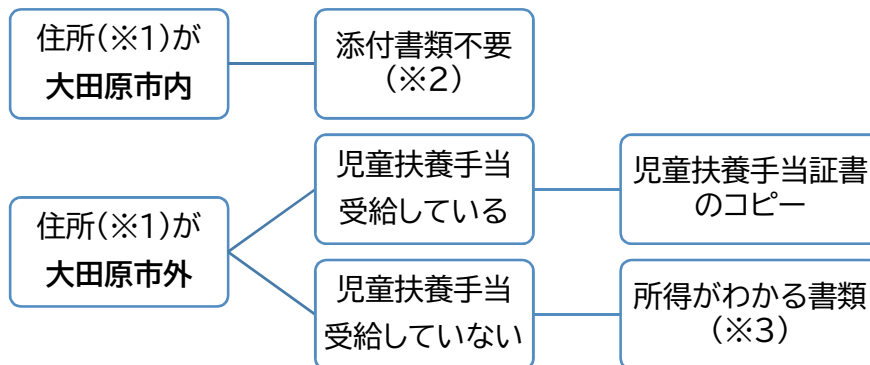 住所(※1)が
大田原市内
添付書類不要
(※2)
児童扶養手当
受給している
児童扶養手当証書
のコピー
住所(※1)が
大田原市外
児童扶養手当
受給していない
所得がわかる書類
(※3)